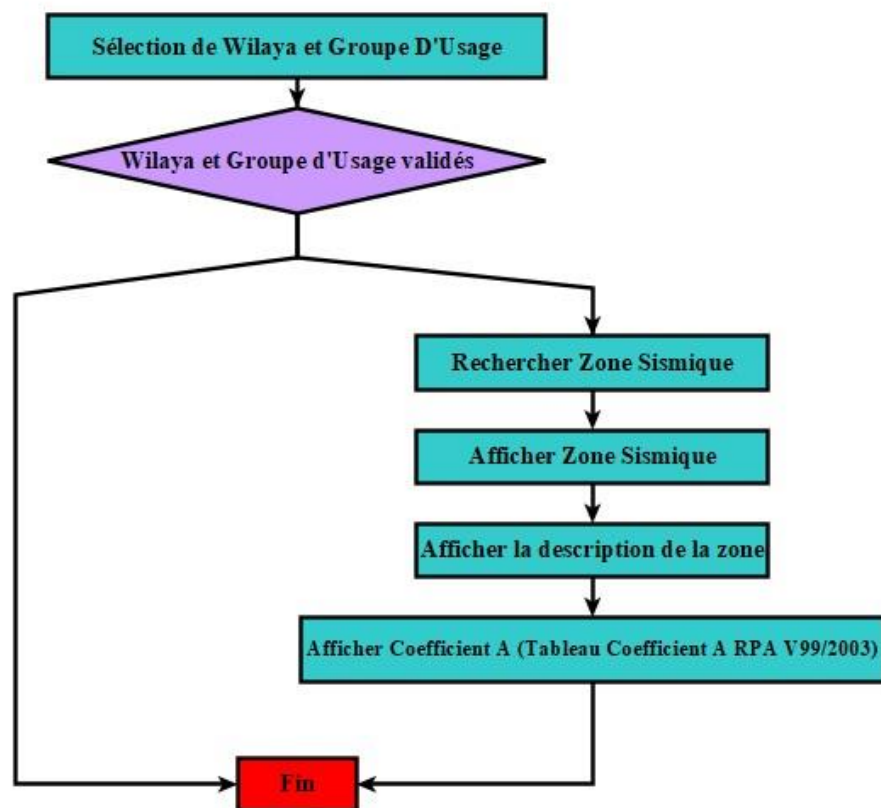 Sélection de Wilaya et Groupe D'Usage
Wilaya et Groupe d'Usage validés
Rechercher Zone Sismique
Afficher Zone Sismique
Afficher la description de la zone
Afficher Coefficient A (Tableau Coefficient A RPA V99/2003)
Fin